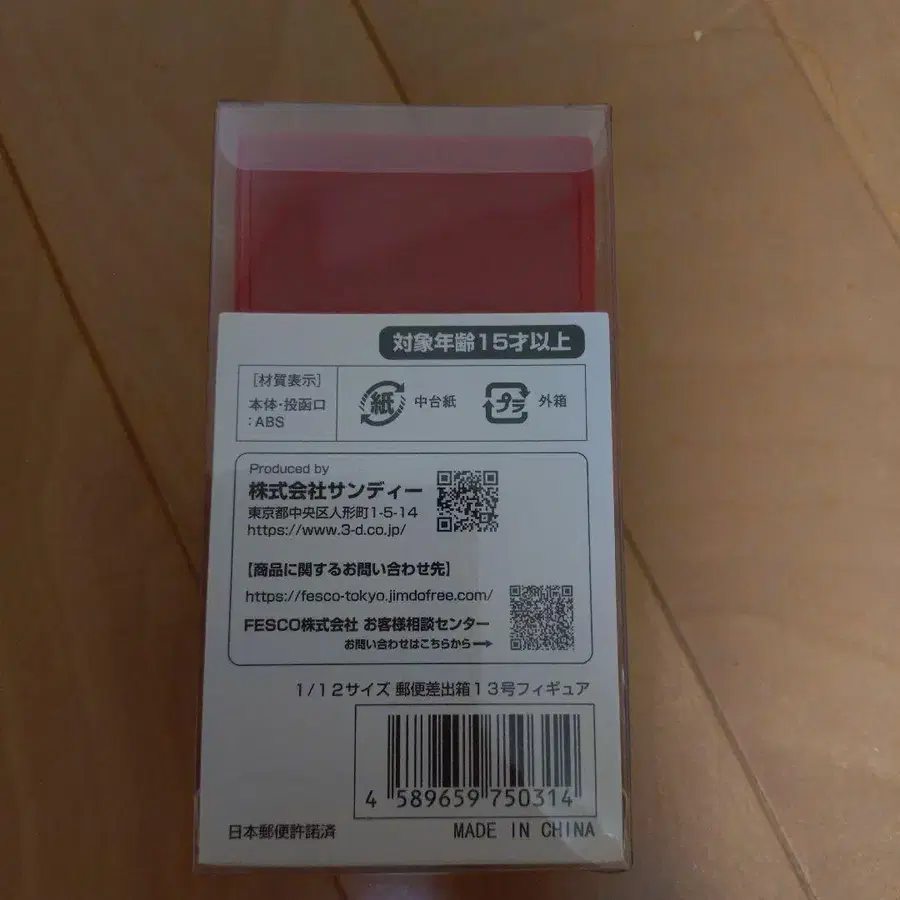 対象年齢15才以上
［材質表示］
本体・投函口
：ABS
紙 中台紙
プラ 外箱
Produced by
株式会社サンディー
東京都中央区人形町1-5-14
https://www.3-d.co.jp/
【商品に関するお問い合わせ先】
https://fesco-tokyo.jimdofree.com/
FESCO株式会社 お客様相談センター
お問い合わせはこちらから→
1/12サイズ 郵便差出箱13号フィギュア
4 589659 750314
日本郵便許諾済
MADE IN CHINA